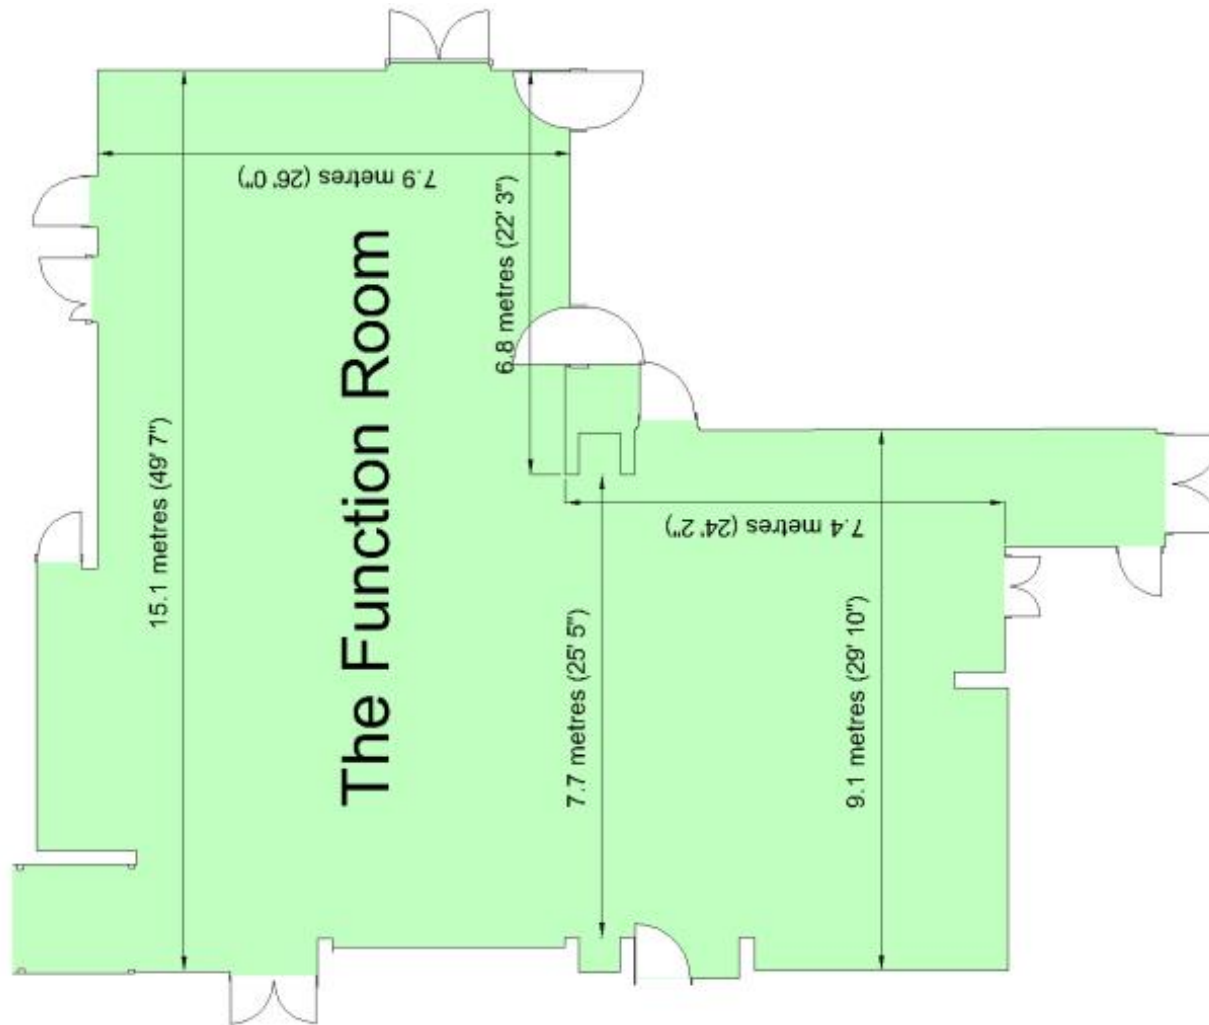 7.9 metres (26' 0")
6.8 metres (22' 3")
The Function Room
15.1 metres (49' 7")
7.4 metres (24' 2")
7.7 metres (25' 5")
9.1 metres (29' 10")